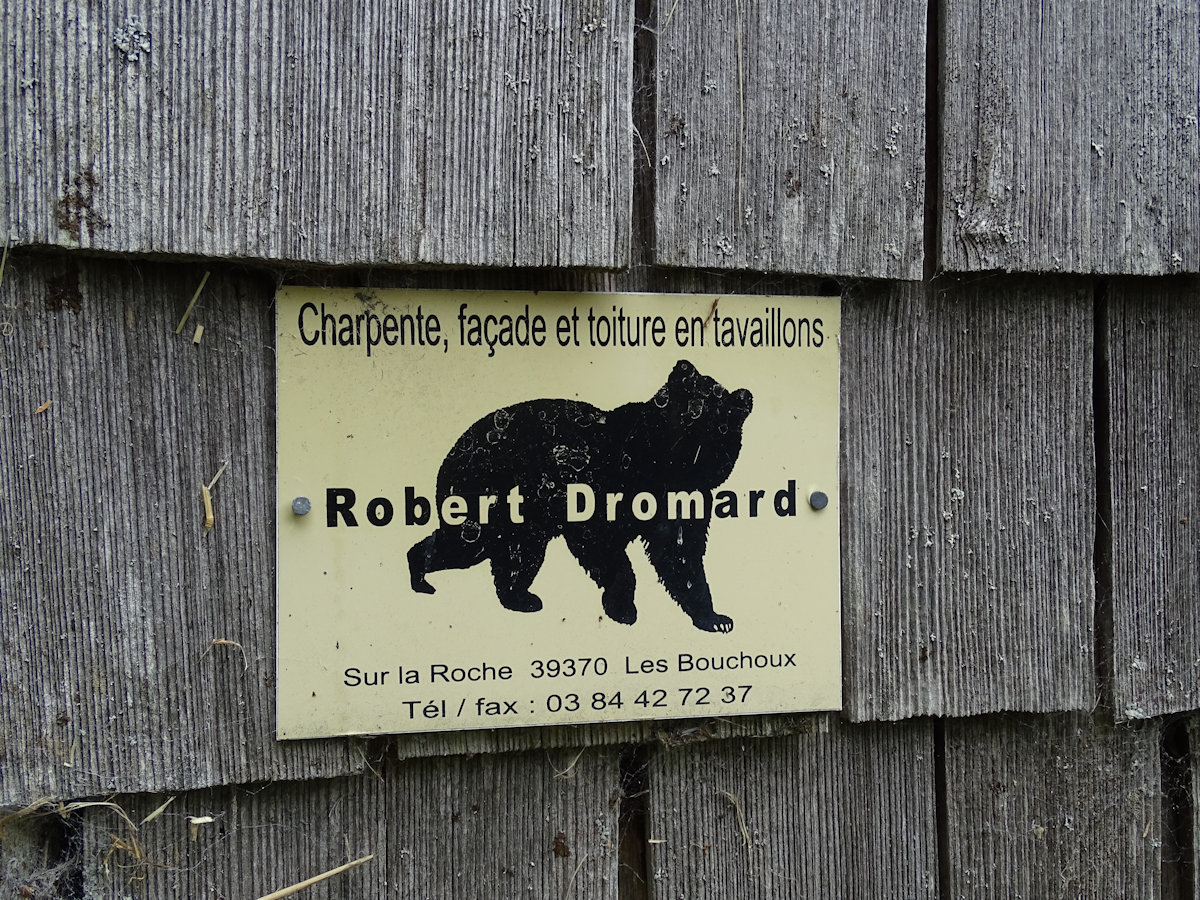 Charpente, façade et toiture en tavaillons
Robert Dromard
Sur la Roche 39370 Les Bouchoux
Tél / fax : 03 84 42 72 37